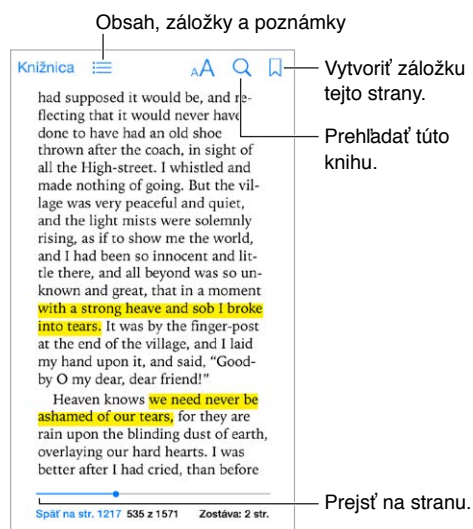 Obsah, záložky a poznámky
Knižnica
AA
Vytvoriť záložku
tejto strany.
Prehľadať túto
knihu.
had supposed it would be, and re-
flecting that it would never have
done to have had an old shoe
thrown after the coach, in sight of
all the High-street. I whistled and
made nothing of going. But the vil-
lage was very peaceful and quiet,
and the light mists were solemnly
rising, as if to show me the world,
and I had been so innocent and lit-
tle there, and all beyond was so un-
known and great, that in a moment
with a strong heave and sob I broke
into tears. It was by the finger-post
at the end of the village, and I laid
my hand upon it, and said, “Good-
by O my dear, dear friend!”
Heaven knows we need never be
ashamed of our tears, for they are
rain upon the blinding dust of earth,
overlaying our hard hearts. I was
better after I had cried, than before
Späť na str. 1217 535 z 1571 Zostáva: 2 str.
Prejsť na stranu.